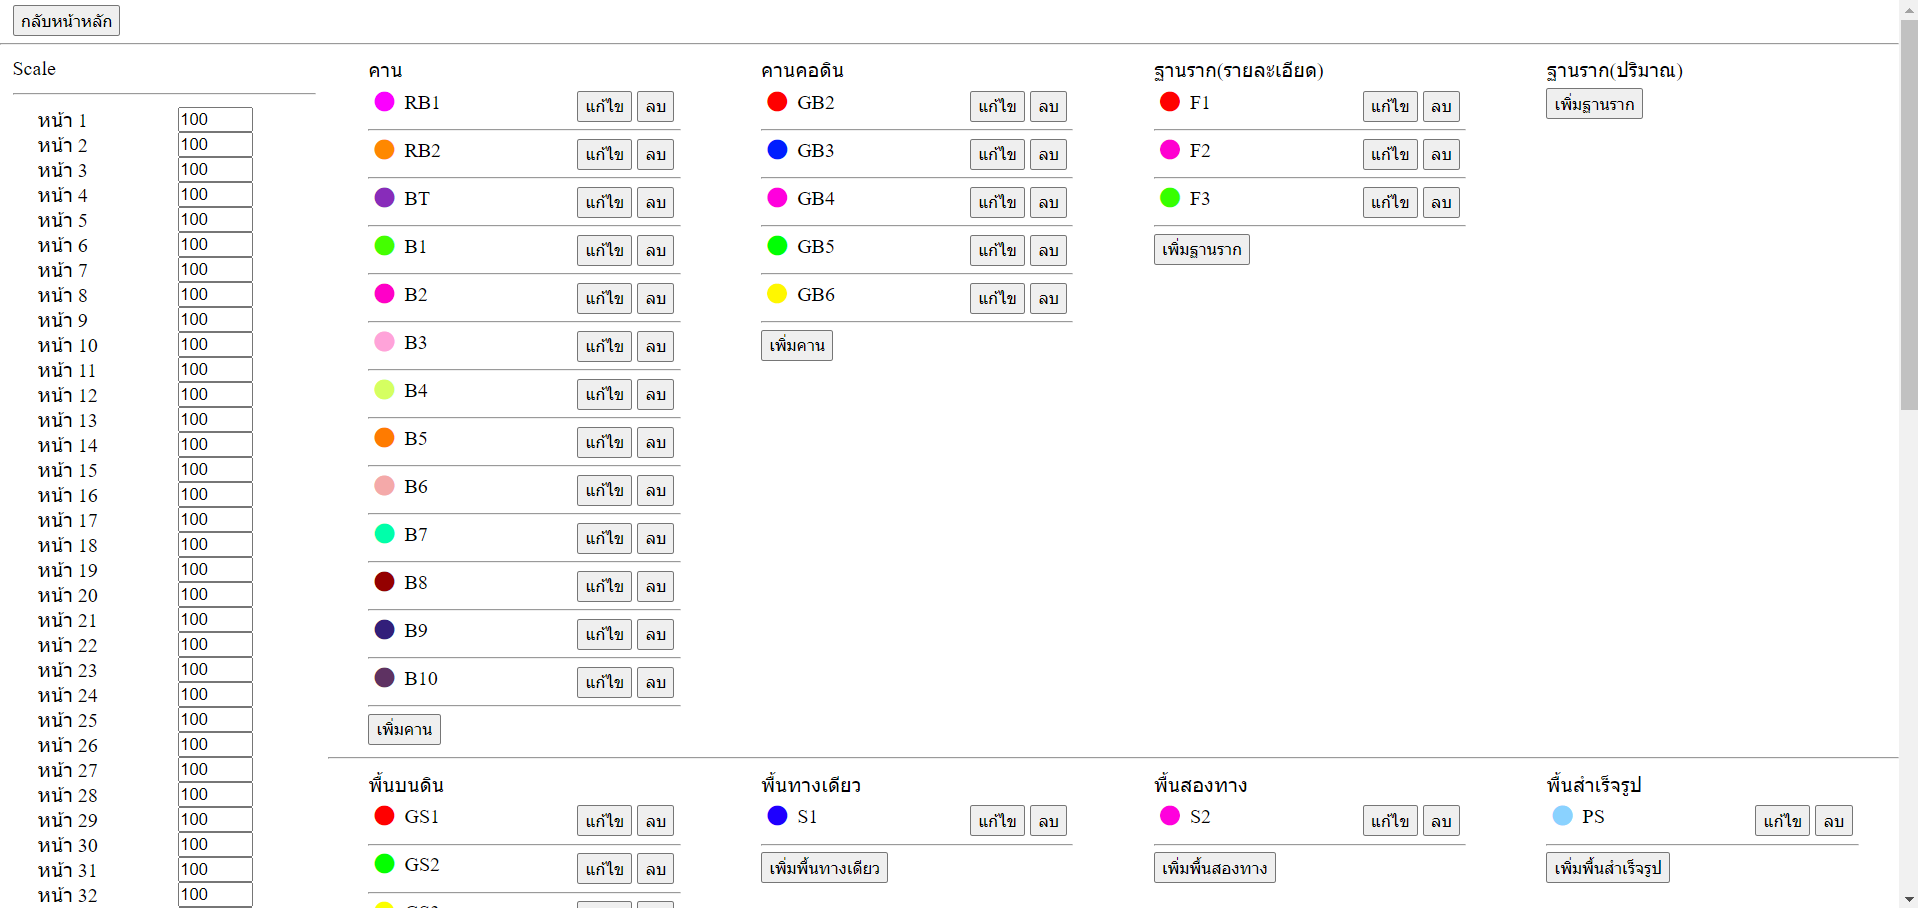 กลับหน้าหลัก
Scale
หน้า 1 100
หน้า 2 100
หน้า 3 100
หน้า 4 100
หน้า 5 100
หน้า 6 100
หน้า 7 100
หน้า 8 100
หน้า 9 100
หน้า 10 100
หน้า 11 100
หน้า 12 100
หน้า 13 100
หน้า 14 100
หน้า 15 100
หน้า 16 100
หน้า 17 100
หน้า 18 100
หน้า 19 100
หน้า 20 100
หน้า 21 100
หน้า 22 100
หน้า 23 100
หน้า 24 100
หน้า 25 100
หน้า 26 100
หน้า 27 100
หน้า 28 100
หน้า 29 100
หน้า 30 100
หน้า 31 100
หน้า 32 100
คาน
RB1 แก้ไข ลบ
RB2 แก้ไข ลบ
BT แก้ไข ลบ
B1 แก้ไข ลบ
B2 แก้ไข ลบ
B3 แก้ไข ลบ
B4 แก้ไข ลบ
B5 แก้ไข ลบ
B6 แก้ไข ลบ
B7 แก้ไข ลบ
B8 แก้ไข ลบ
B9 แก้ไข ลบ
B10 แก้ไข ลบ
เพิ่มคาน
คานคอดิน
GB2 แก้ไข ลบ
GB3 แก้ไข ลบ
GB4 แก้ไข ลบ
GB5 แก้ไข ลบ
GB6 แก้ไข ลบ
เพิ่มคาน
ฐานราก(รายละเอียด)
F1 แก้ไข ลบ
F2 แก้ไข ลบ
F3 แก้ไข ลบ
เพิ่มฐานราก
ฐานราก(ปริมาณ)
เพิ่มฐานราก
พื้นบนดิน
GS1 แก้ไข ลบ
GS2 แก้ไข ลบ
พื้นทางเดียว
S1 แก้ไข ลบ
เพิ่มพื้นทางเดียว
พื้นสองทาง
S2 แก้ไข ลบ
เพิ่มพื้นสองทาง
พื้นสำเร็จรูป
PS แก้ไข ลบ
เพิ่มพื้นสำเร็จรูป